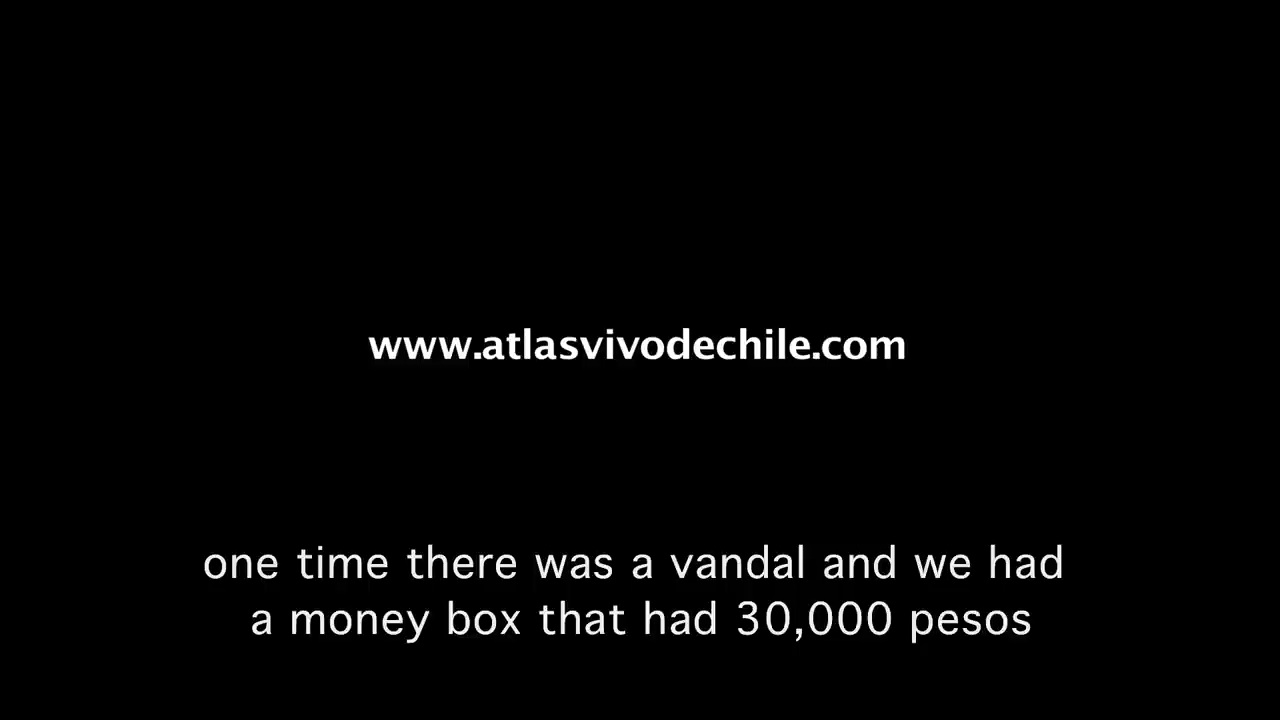 www.atlasvivodechile.com
one time there was a vandal and we had
a money box that had 30,000 pesos